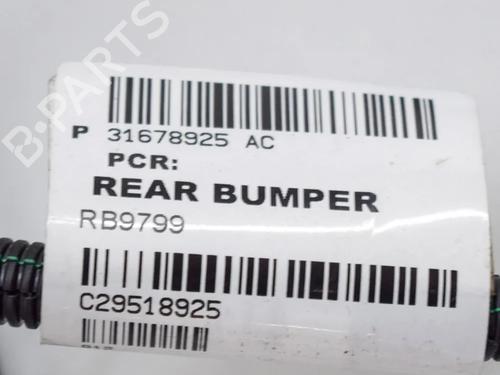 B-PARTS
P 31678925 AC
PCR:
REAR BUMPER
RB9799
C29518925